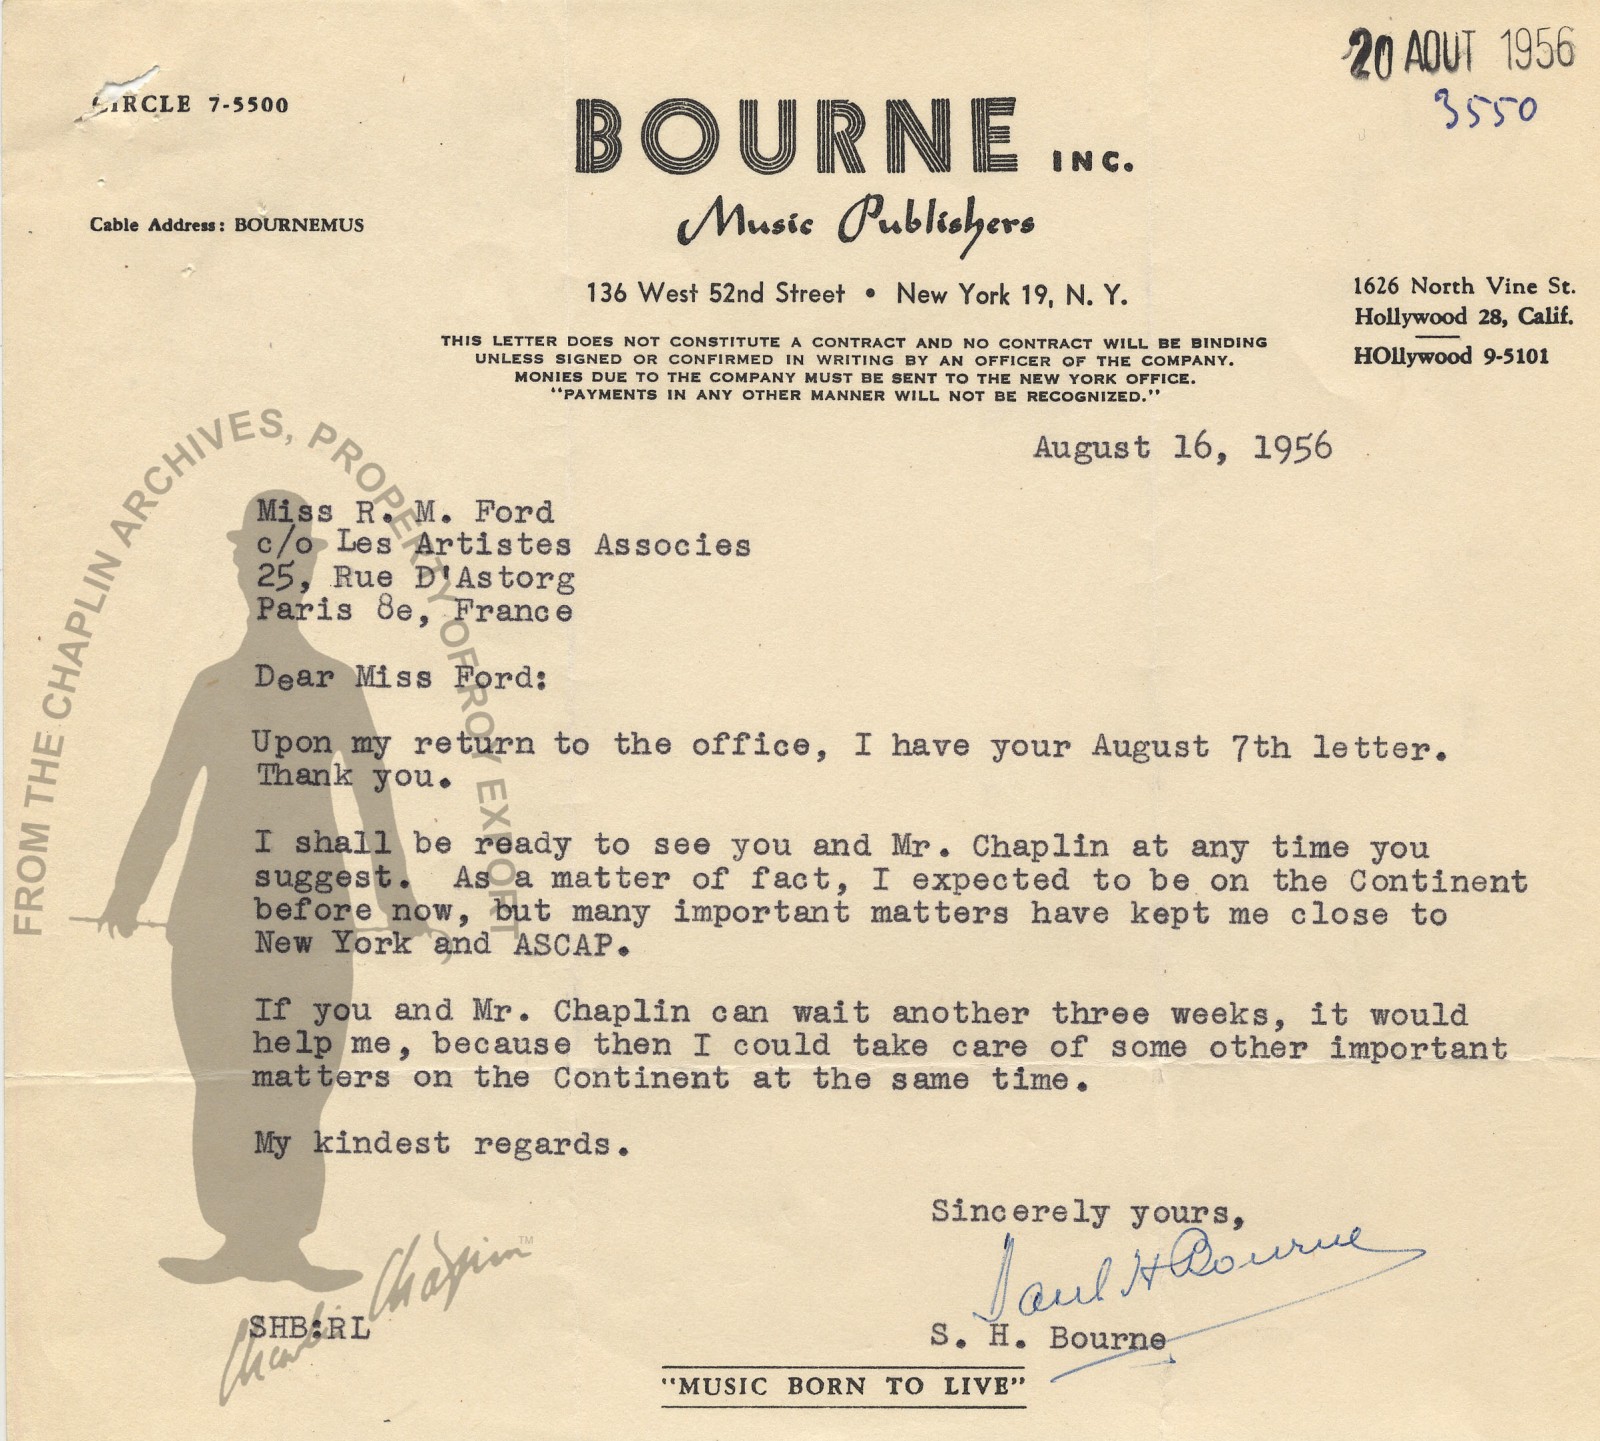 20 AOUT 1956
3550
CIRCLE 7-5500
BOURNE INC.
Music Publishers
Cable Address: BOURNEMUS
136 West 52nd Street • New York 19, N. Y.
1626 North Vine St.
Hollywood 28, Calif.
HOllywood 9-5101
THIS LETTER DOES NOT CONSTITUTE A CONTRACT AND NO CONTRACT WILL BE BINDING
UNLESS SIGNED OR CONFIRMED IN WRITING BY AN OFFICER OF THE COMPANY.
MONIES DUE TO THE COMPANY MUST BE SENT TO THE NEW YORK OFFICE.
"PAYMENTS IN ANY OTHER MANNER WILL NOT BE RECOGNIZED."
August 16, 1956
Miss R. M. Ford
c/o Les Artistes Associes
25, Rue D'Astorg
Paris 8e, France
Dear Miss Ford:
Upon my return to the office, I have your August 7th letter.
Thank you.
I shall be ready to see you and Mr. Chaplin at any time you
suggest. As a matter of fact, I expected to be on the Continent
before now, but many important matters have kept me close to
New York and ASCAP.
If you and Mr. Chaplin can wait another three weeks, it would
help me, because then I could take care of some other important
matters on the Continent at the same time.
My kindest regards.
Sincerely yours,
Saul H Bourne
S. H. Bourne
SHB:RL
"MUSIC BORN TO LIVE"
FROM THE CHAPLIN ARCHIVES, PROPERTY OF ROY EXPORT
Charlie Chaplin™